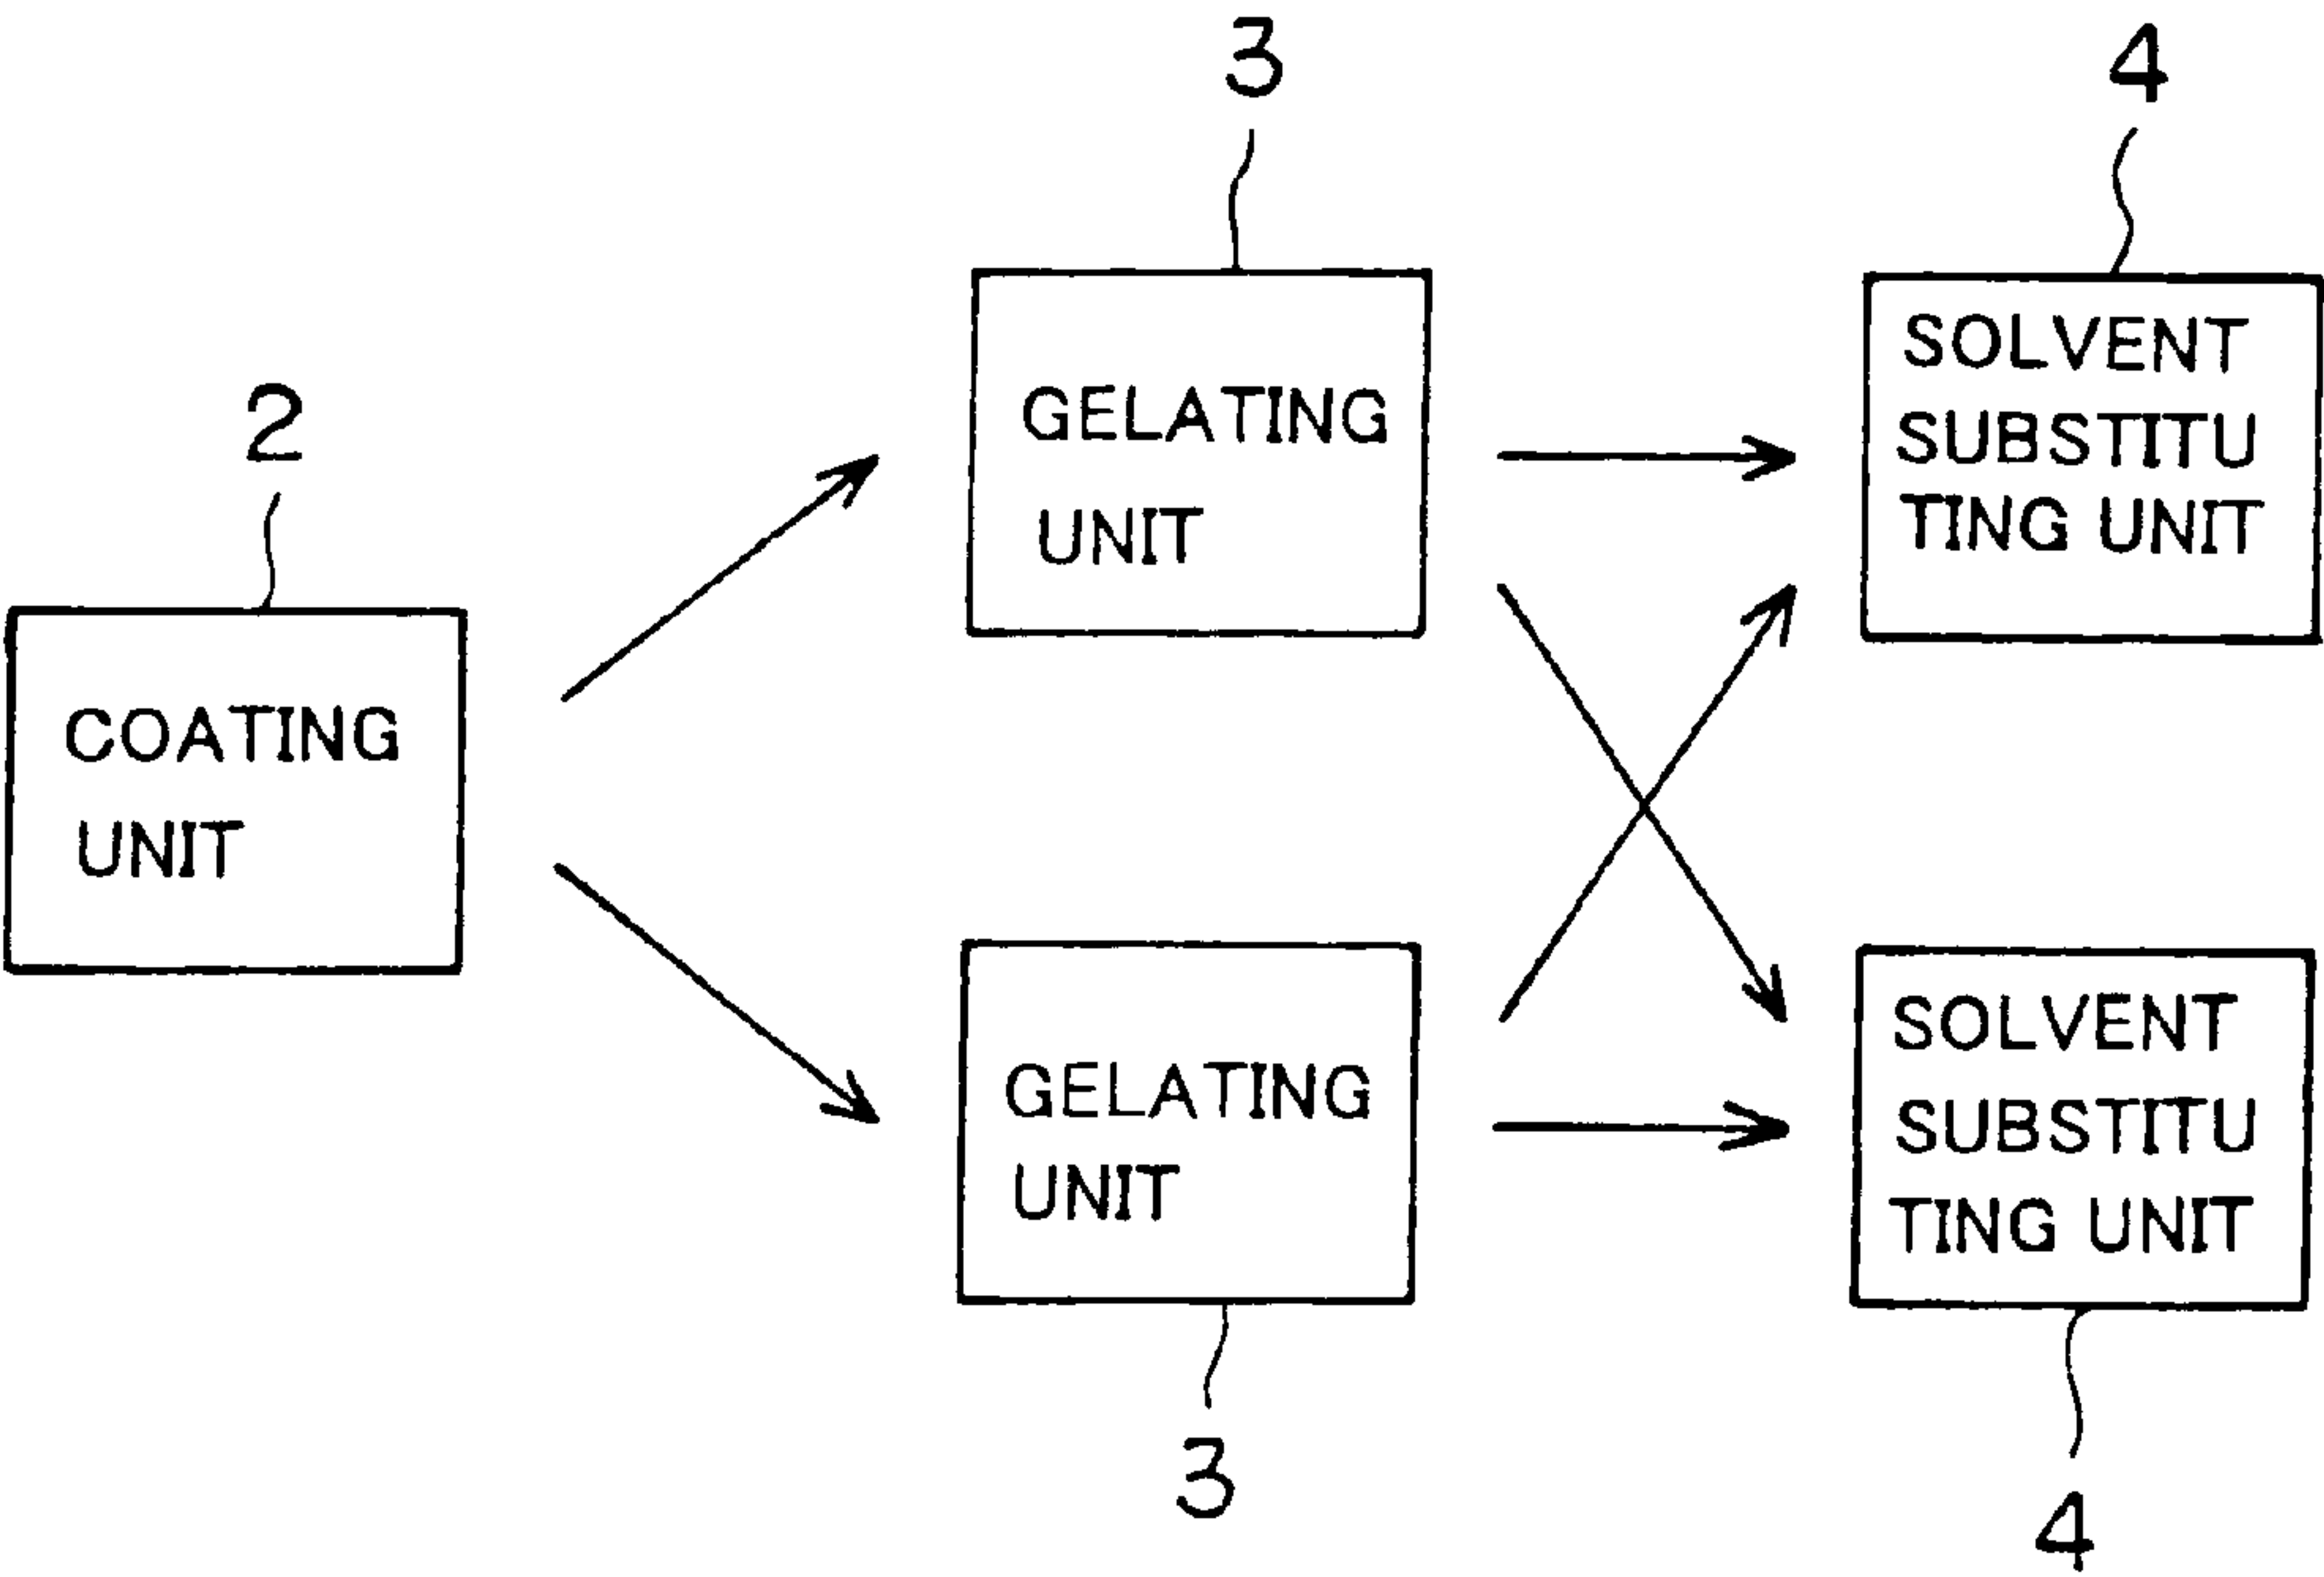 2
COATING
UNIT
3
GELATING
UNIT
GELATING
UNIT
3
4
SOLVENT
SUBSTITU
TING UNIT
SOLVENT
SUBSTITU
TING UNIT
4